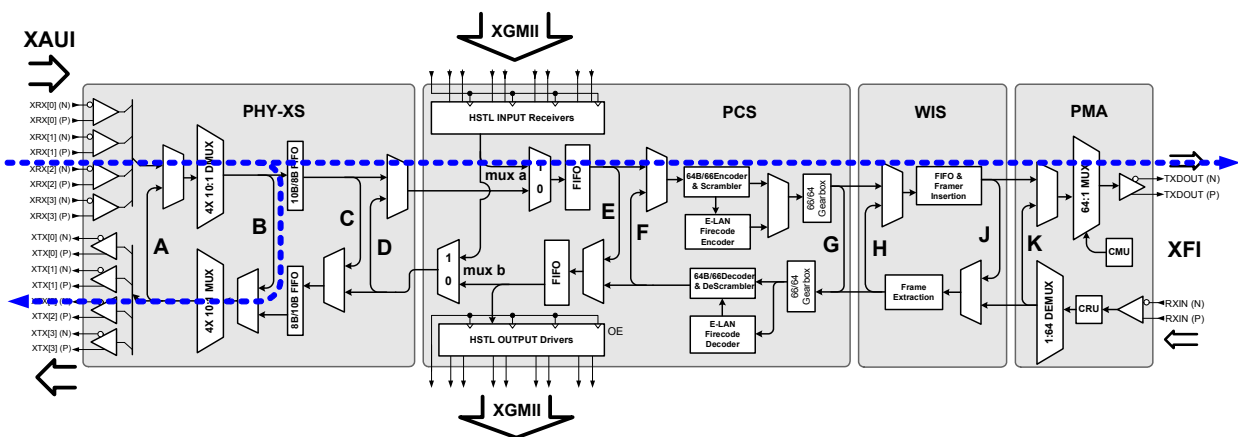 XGMII
XAUI
PHY-XS
PCS
WIS
PMA
XRX[0] (N)
XRX[0] (P)
XRX[1] (N)
XRX[1] (P)
XRX[2] (N)
XRX[2] (P)
XRX[3] (N)
XRX[3] (P)
4X 10:1 DMUX
10B/8B FIFO
HSTL INPUT Receivers
mux a
1
0
FIFO
64B/66Encoder
& Scrambler
E-LAN
Firecode
Encoder
66/64
Gearbox
FIFO &
Framer
Insertion
64:1 MUX
CMU
TXDOUT (N)
TXDOUT (P)
XFI
A
B
C
D
E
F
G
H
J
K
XTX[0] (N)
XTX[0] (P)
XTX[1] (N)
XTX[1] (P)
XTX[2] (P)
XTX[3] (N)
XTX[3] (P)
MUX
8B/10B FIFO
1
0
mux b
FIFO
64B/66Decoder
& DeScrambler
E-LAN
Firecode
Decoder
66/64
Gearbox
Frame
Extraction
1:64 DEMUX
CRU
RXIN (N)
RXIN (P)
HSTL OUTPUT Drivers
OE
XGMII